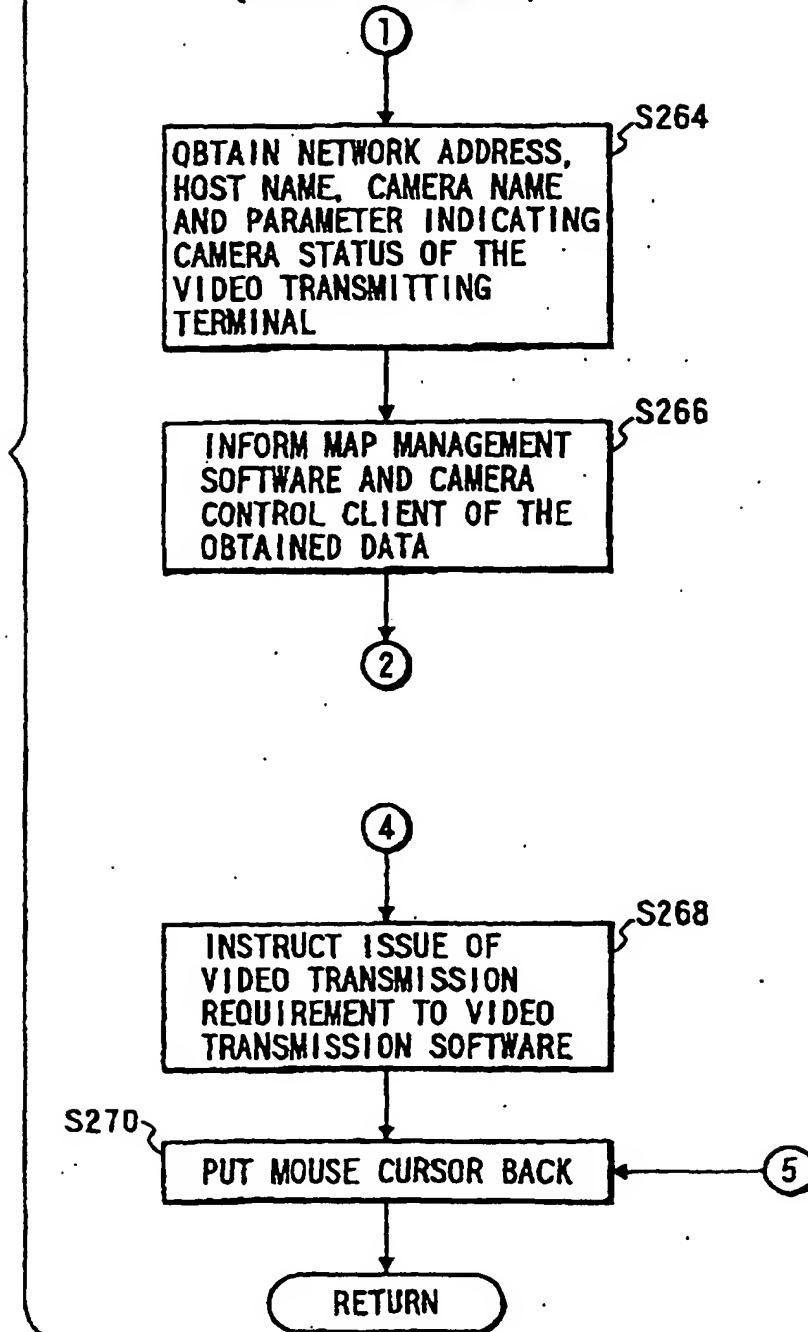 1
S264
OBTAIN NETWORK ADDRESS,
HOST NAME, CAMERA NAME
AND PARAMETER INDICATING
CAMERA STATUS OF THE
VIDEO TRANSMITTING
TERMINAL
S266
INFORM MAP MANAGEMENT
SOFTWARE AND CAMERA
CONTROL CLIENT OF THE
OBTAINED DATA
2
4
S268
INSTRUCT ISSUE OF
VIDEO TRANSMISSION
REQUIREMENT TO VIDEO
TRANSMISSION SOFTWARE
S270
PUT MOUSE CURSOR BACK
5
RETURN